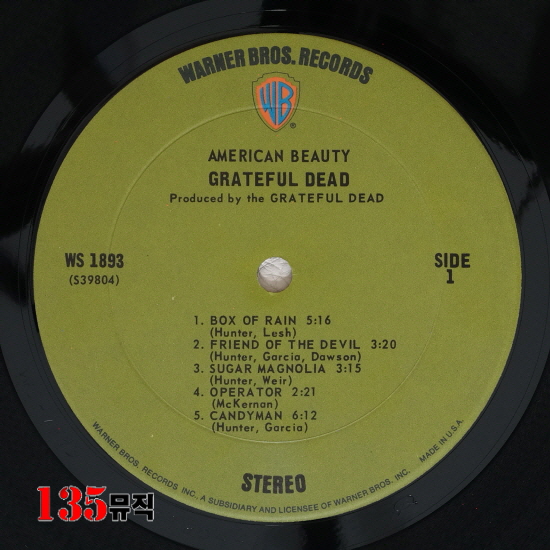 WARNER BROS. RECORDS
WB
®
AMERICAN BEAUTY
GRATEFUL DEAD
Produced by the GRATEFUL DEAD
WS 1893
(S39804)
SIDE
1
1. BOX OF RAIN 5:16
(Hunter, Lesh)
2. FRIEND OF THE DEVIL 3:20
(Hunter, Garcia, Dawson)
3. SUGAR MAGNOLIA 3:15
(Hunter, Weir)
4. OPERATOR 2:21
(McKernan)
5. CANDYMAN 6:12
(Hunter, Garcia)
STEREO
WARNER BROS. RECORDS INC., A SUBSIDIARY AND LICENSEE OF WARNER BROS., INC. MADE IN U.S.A.
135뮤직